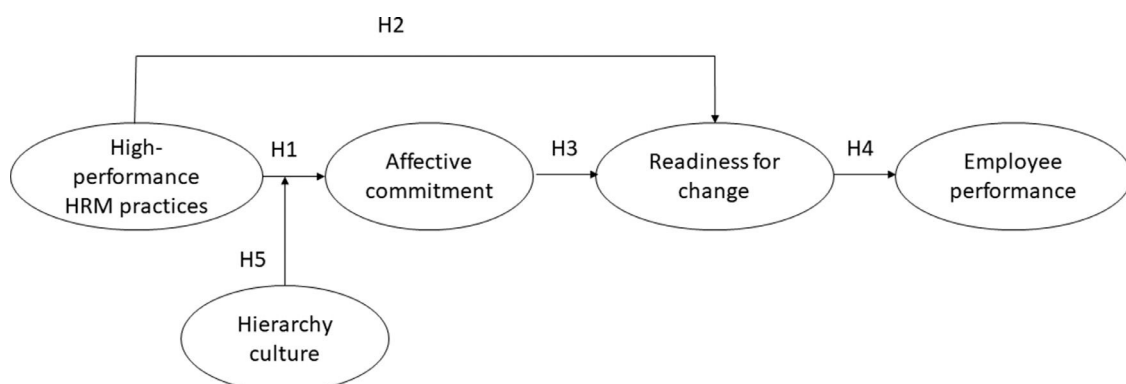 H2
High-
performance
HRM practices
H1
Affective
commitment
H3
Readiness for
change
H4
Employee
performance
H5
Hierarchy
culture